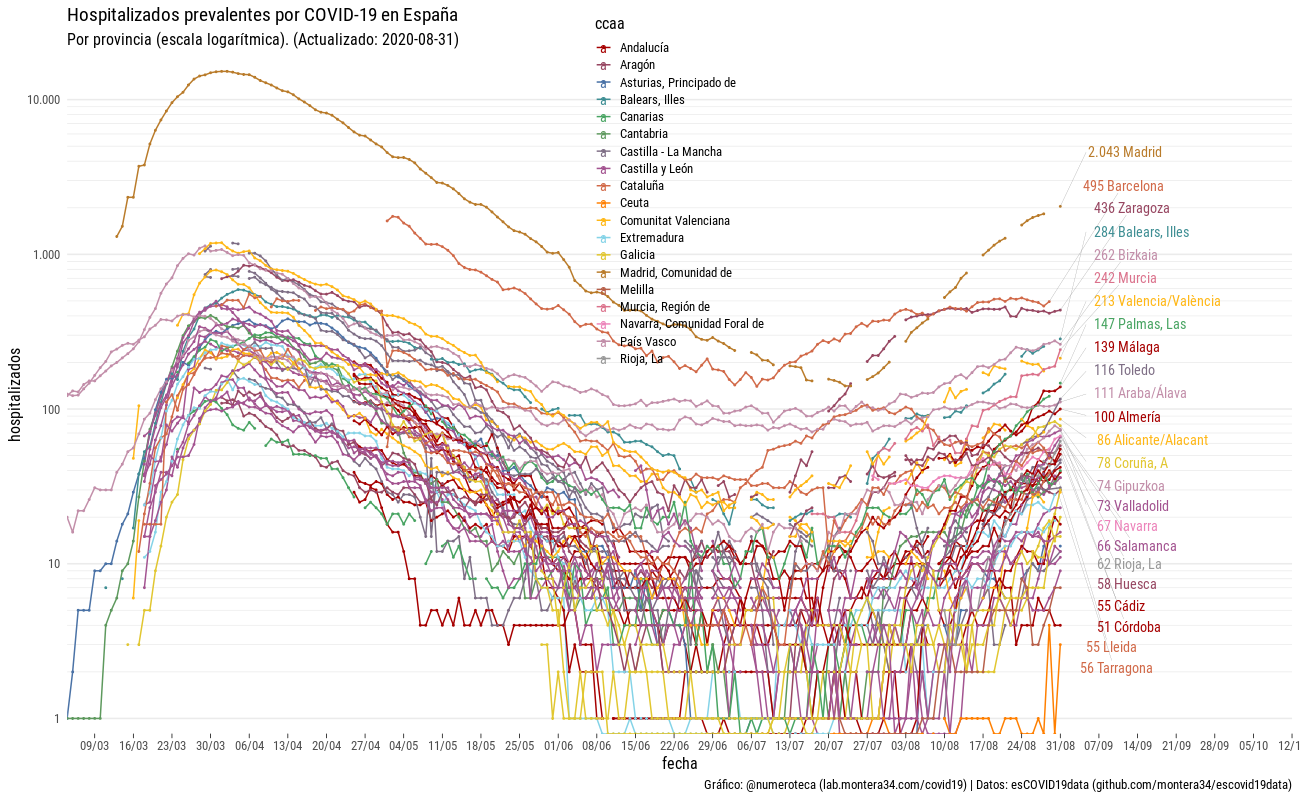 Hospitalizados prevalentes por COVID-19 en España
Por provincia (escala logarítmica). (Actualizado: 2020-08-31)
ccaa
Andalucía
Aragón
Asturias, Principado de
Balears, Illes
Canarias
Cantabria
Castilla - La Mancha
Castilla y León
Cataluña
Ceuta
Comunitat Valenciana
Extremadura
Galicia
Madrid, Comunidad de
Melilla
Murcia, Región de
Navarra, Comunidad Foral de
País Vasco
Rioja, La
hospitalizados
10.000
1.000
100
10
1
2.043 Madrid
495 Barcelona
436 Zaragoza
284 Balears, Illes
262 Bizkaia
242 Murcia
213 Valencia/València
147 Palmas, Las
139 Málaga
116 Toledo
111 Araba/Álava
100 Almería
86 Alicante/Alacant
78 Coruña, A
74 Gipuzkoa
73 Valladolid
67 Navarra
66 Salamanca
62 Rioja, La
58 Huesca
55 Cádiz
51 Córdoba
55 Lleida
56 Tarragona
09/03 16/03 23/03 30/03 06/04 13/04 20/04 27/04 04/05 11/05 18/05 25/05 01/06 08/06 15/06 22/06 29/06 06/07 13/07 20/07 27/07 03/08 10/08 17/08 24/08 31/08 07/09 14/09 21/09 28/09 05/10 12/1
fecha
Gráfico: @numeroteca (lab.montera34.com/covid19) | Datos: esCOVID19data (github.com/montera34/escovid19data)